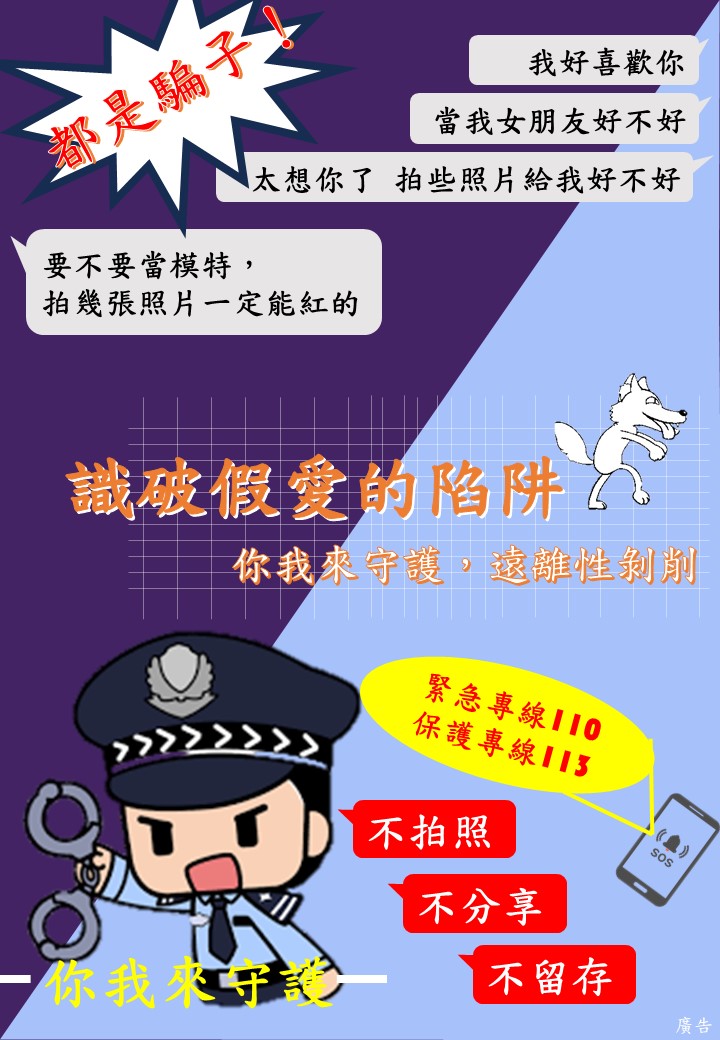 都是騙子！
我好喜歡你
當我女朋友好不好
太想你了 拍些照片給我好不好
要不要當模特，
拍幾張照片一定能紅的
識破假愛的陷阱
你我來守護，遠離性剝削
緊急專線110
保護專線113
SOS
不拍照
不分享
不留存
你我來守護
廣告